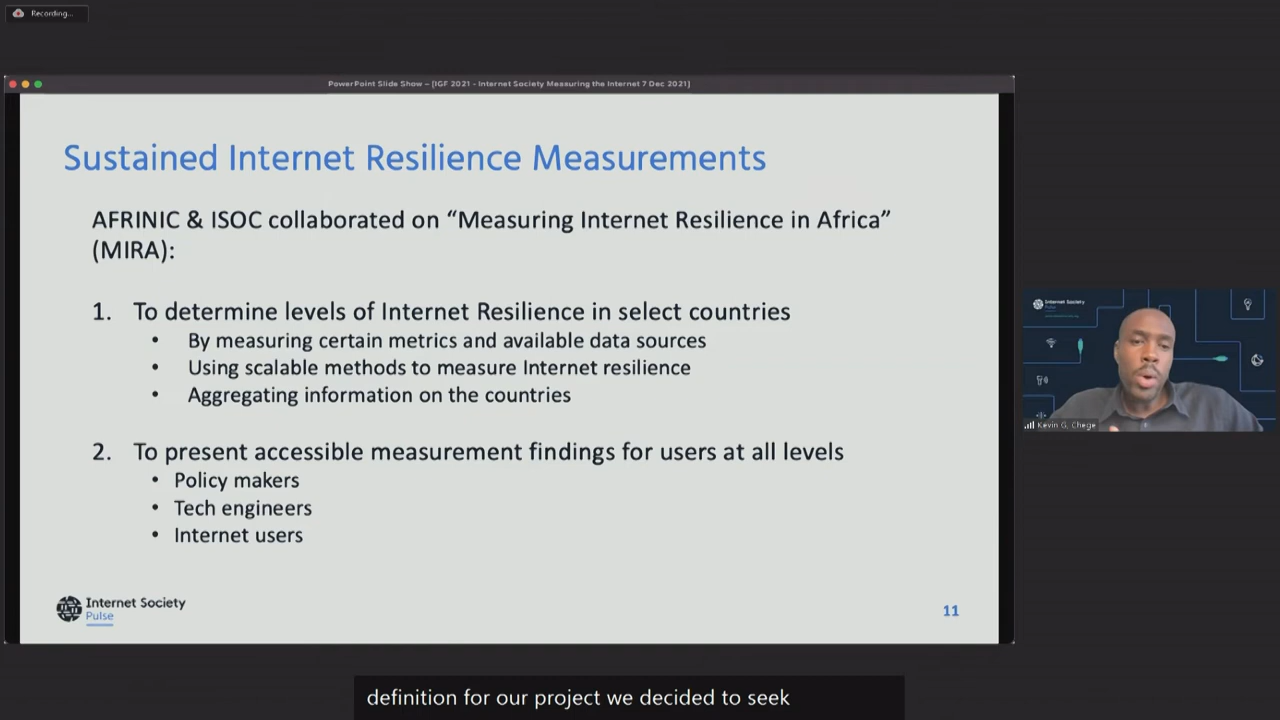 Recording...
PowerPoint Slide Show – [IGF 2021 - Internet Society Measuring the Internet 7 Dec 2021]
Sustained Internet Resilience Measurements
AFRINIC & ISOC collaborated on “Measuring Internet Resilience in Africa”
(MIRA):
1. To determine levels of Internet Resilience in select countries
• By measuring certain metrics and available data sources
• Using scalable methods to measure Internet resilience
• Aggregating information on the countries
2. To present accessible measurement findings for users at all levels
• Policy makers
• Tech engineers
• Internet users
Internet Society
Pulse
11
Internet Society
Pulse
Kevin G. Chege
definition for our project we decided to seek